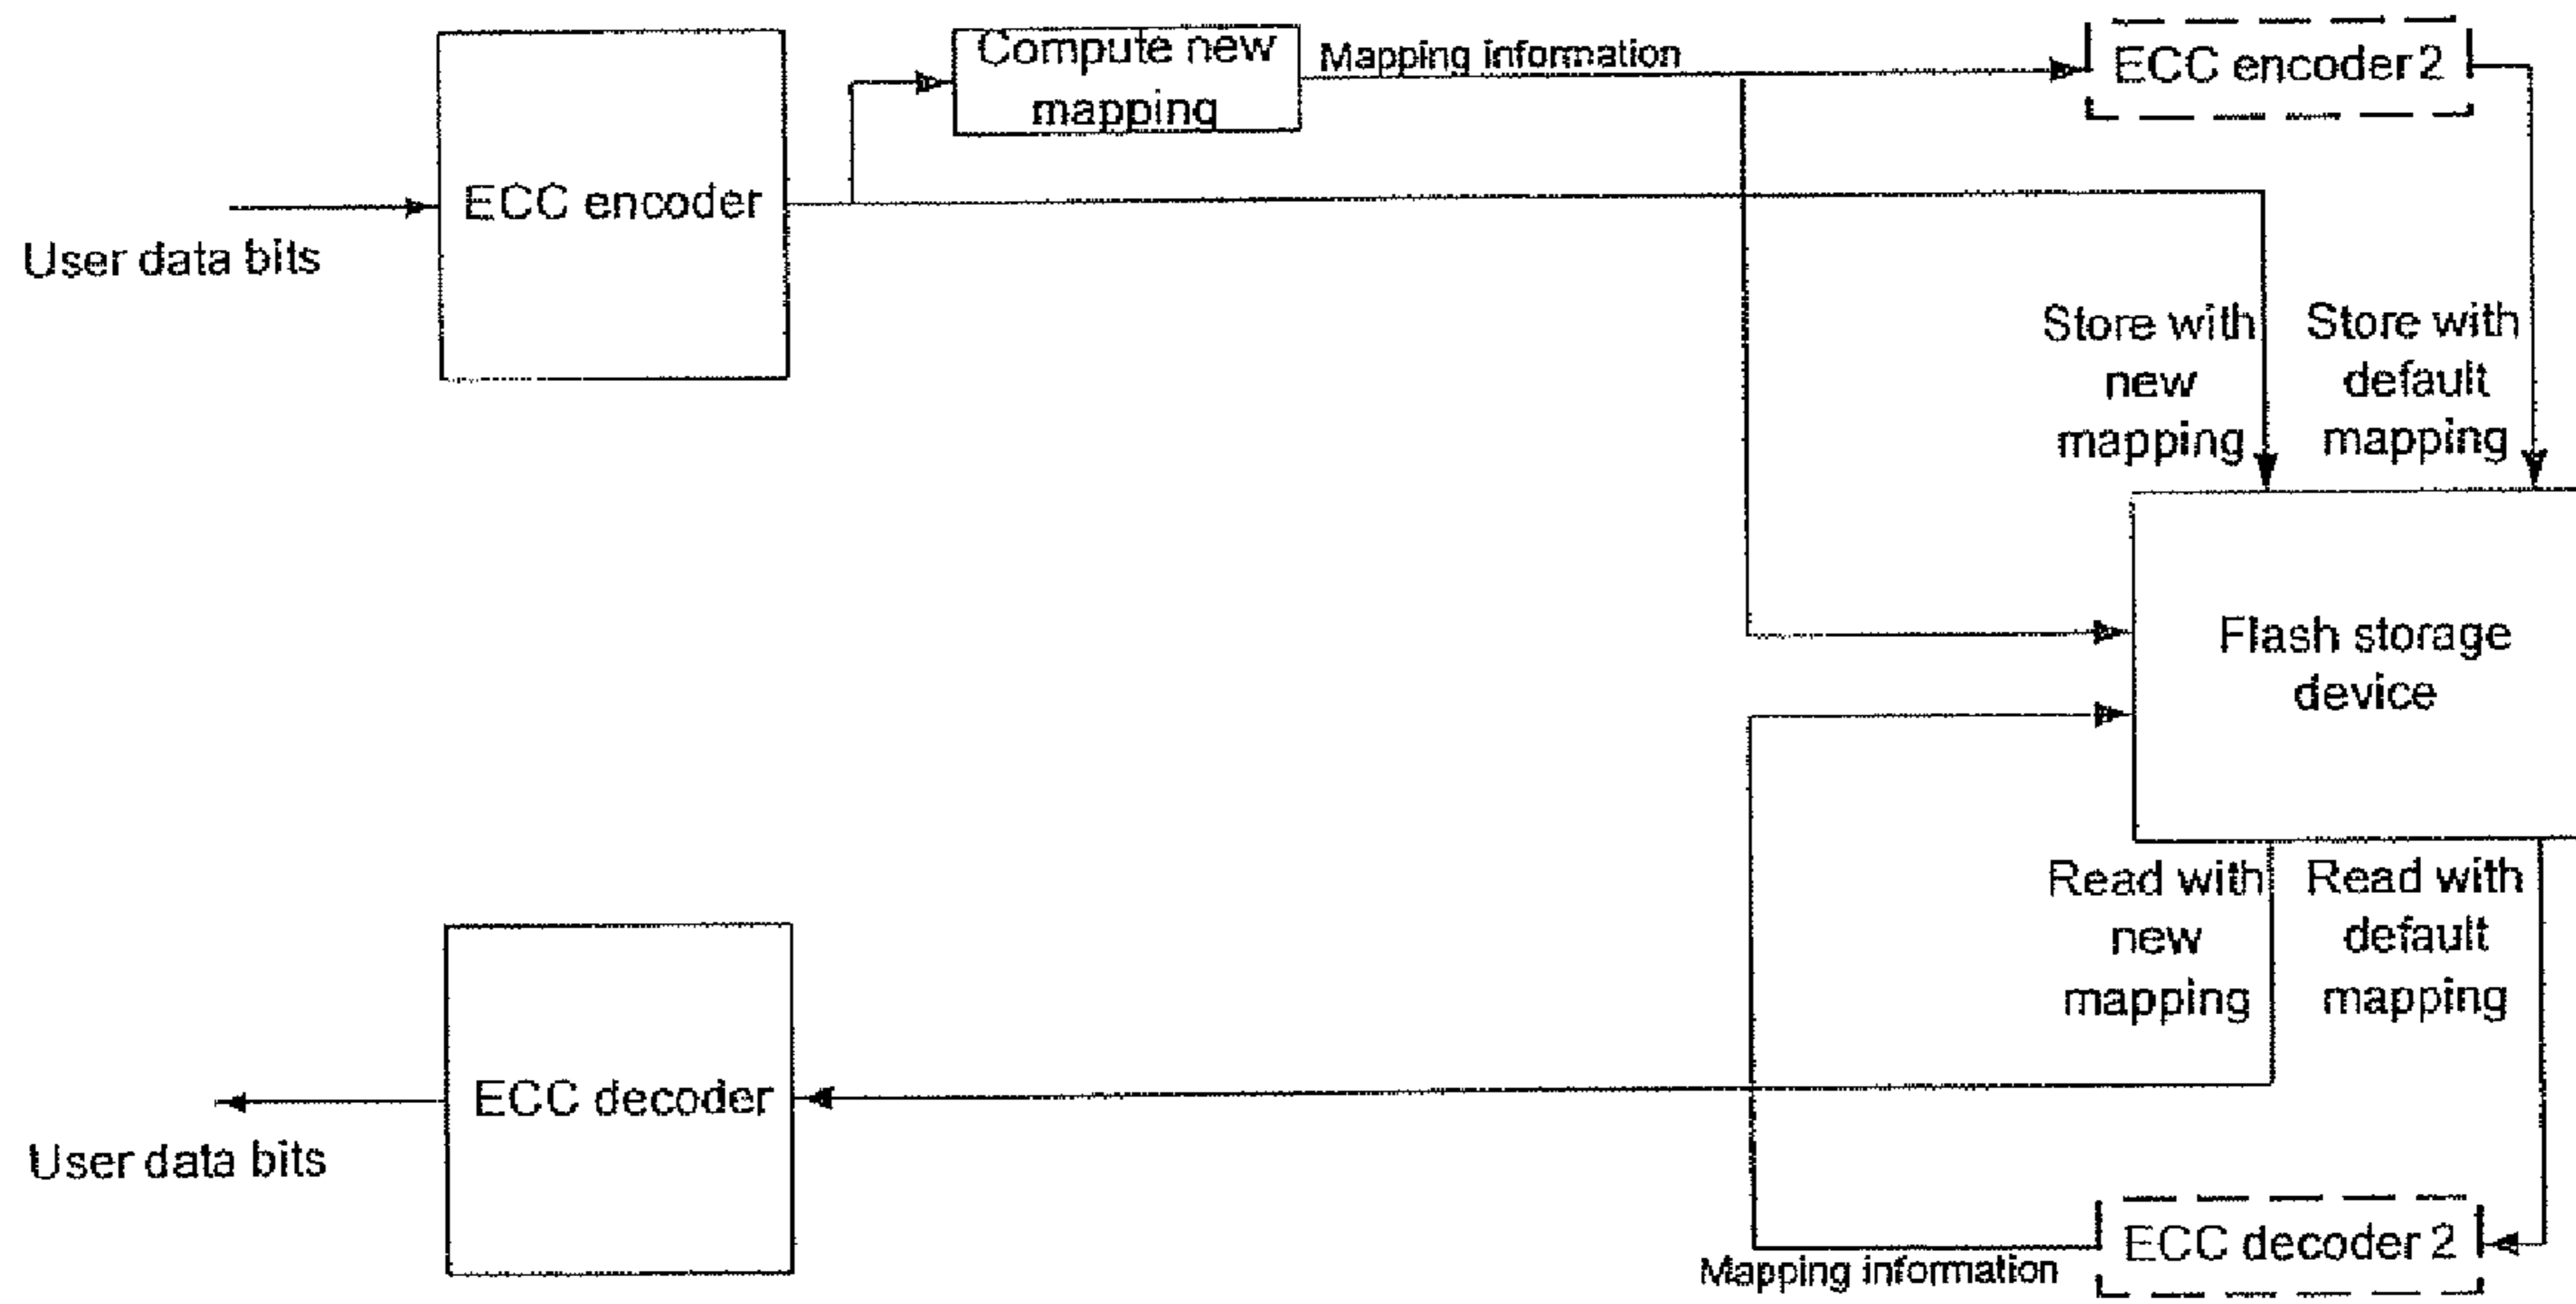 Compute new
mapping
Mapping information
ECC encoder 2
ECC encoder
User data bits
Store with
new
mapping
Store with
default
mapping
Flash storage
device
Read with
new
mapping
Read with
default
mapping
ECC decoder
User data bits
ECC decoder 2
Mapping information